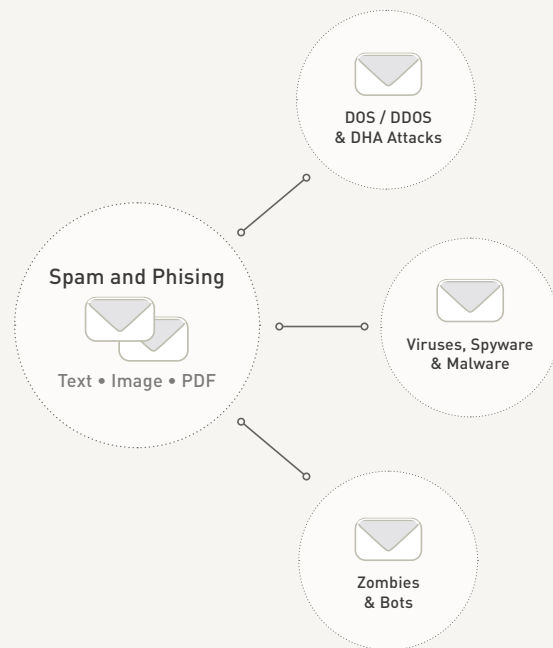 DOS / DDOS
& DHA Attacks
Spam and Phising
Text • Image • PDF
Viruses, Spyware
& Malware
Zombies
& Bots